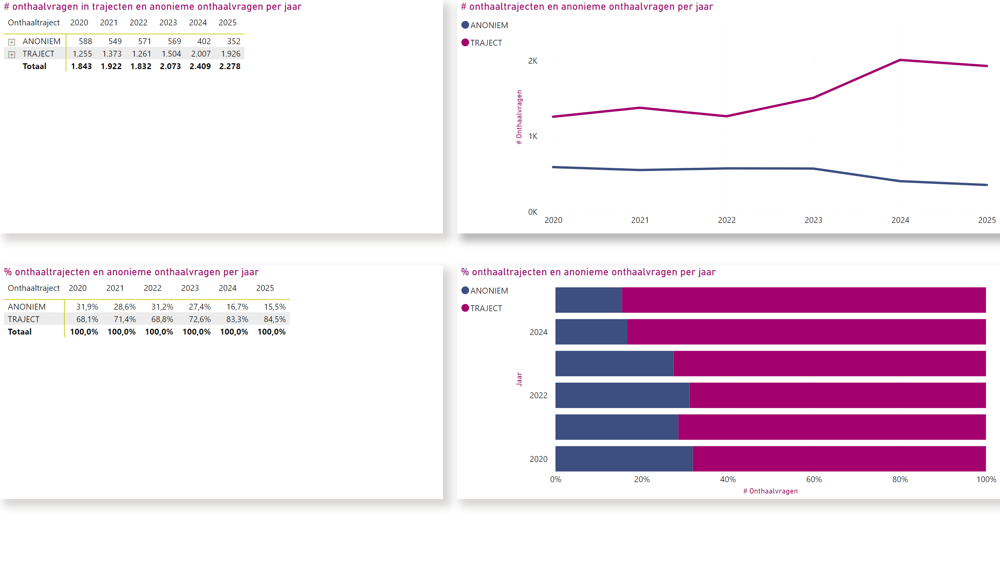 # onthaalvragen in trajecten en anonieme onthaalvragen per jaar
Onthaaltraject 2020 2021 2022 2023 2024 2025
ANONIEM 588 549 571 569 402 352
TRAJECT 1.255 1.373 1.261 1.504 2.007 1.926
Totaal 1.843 1.922 1.832 2.073 2.409 2.278
# onthaaltrajecten en anonieme onthaalvragen per jaar
ANONIEM
TRAJECT
2K
1K
0K
# Onthaalvragen
2020 2021 2022 2023 2024 2025
% onthaaltrajecten en anonieme onthaalvragen per jaar
Onthaaltraject 2020 2021 2022 2023 2024 2025
ANONIEM 31,9% 28,6% 31,2% 27,4% 16,7% 15,5%
TRAJECT 68,1% 71,4% 68,8% 72,6% 83,3% 84,5%
Totaal 100,0% 100,0% 100,0% 100,0% 100,0% 100,0%
% onthaaltrajecten en anonieme onthaalvragen per jaar
ANONIEM
TRAJECT
2024
Jaar
2022
2020
0% 20% 40% 60% 80% 100%
# Onthaalvragen